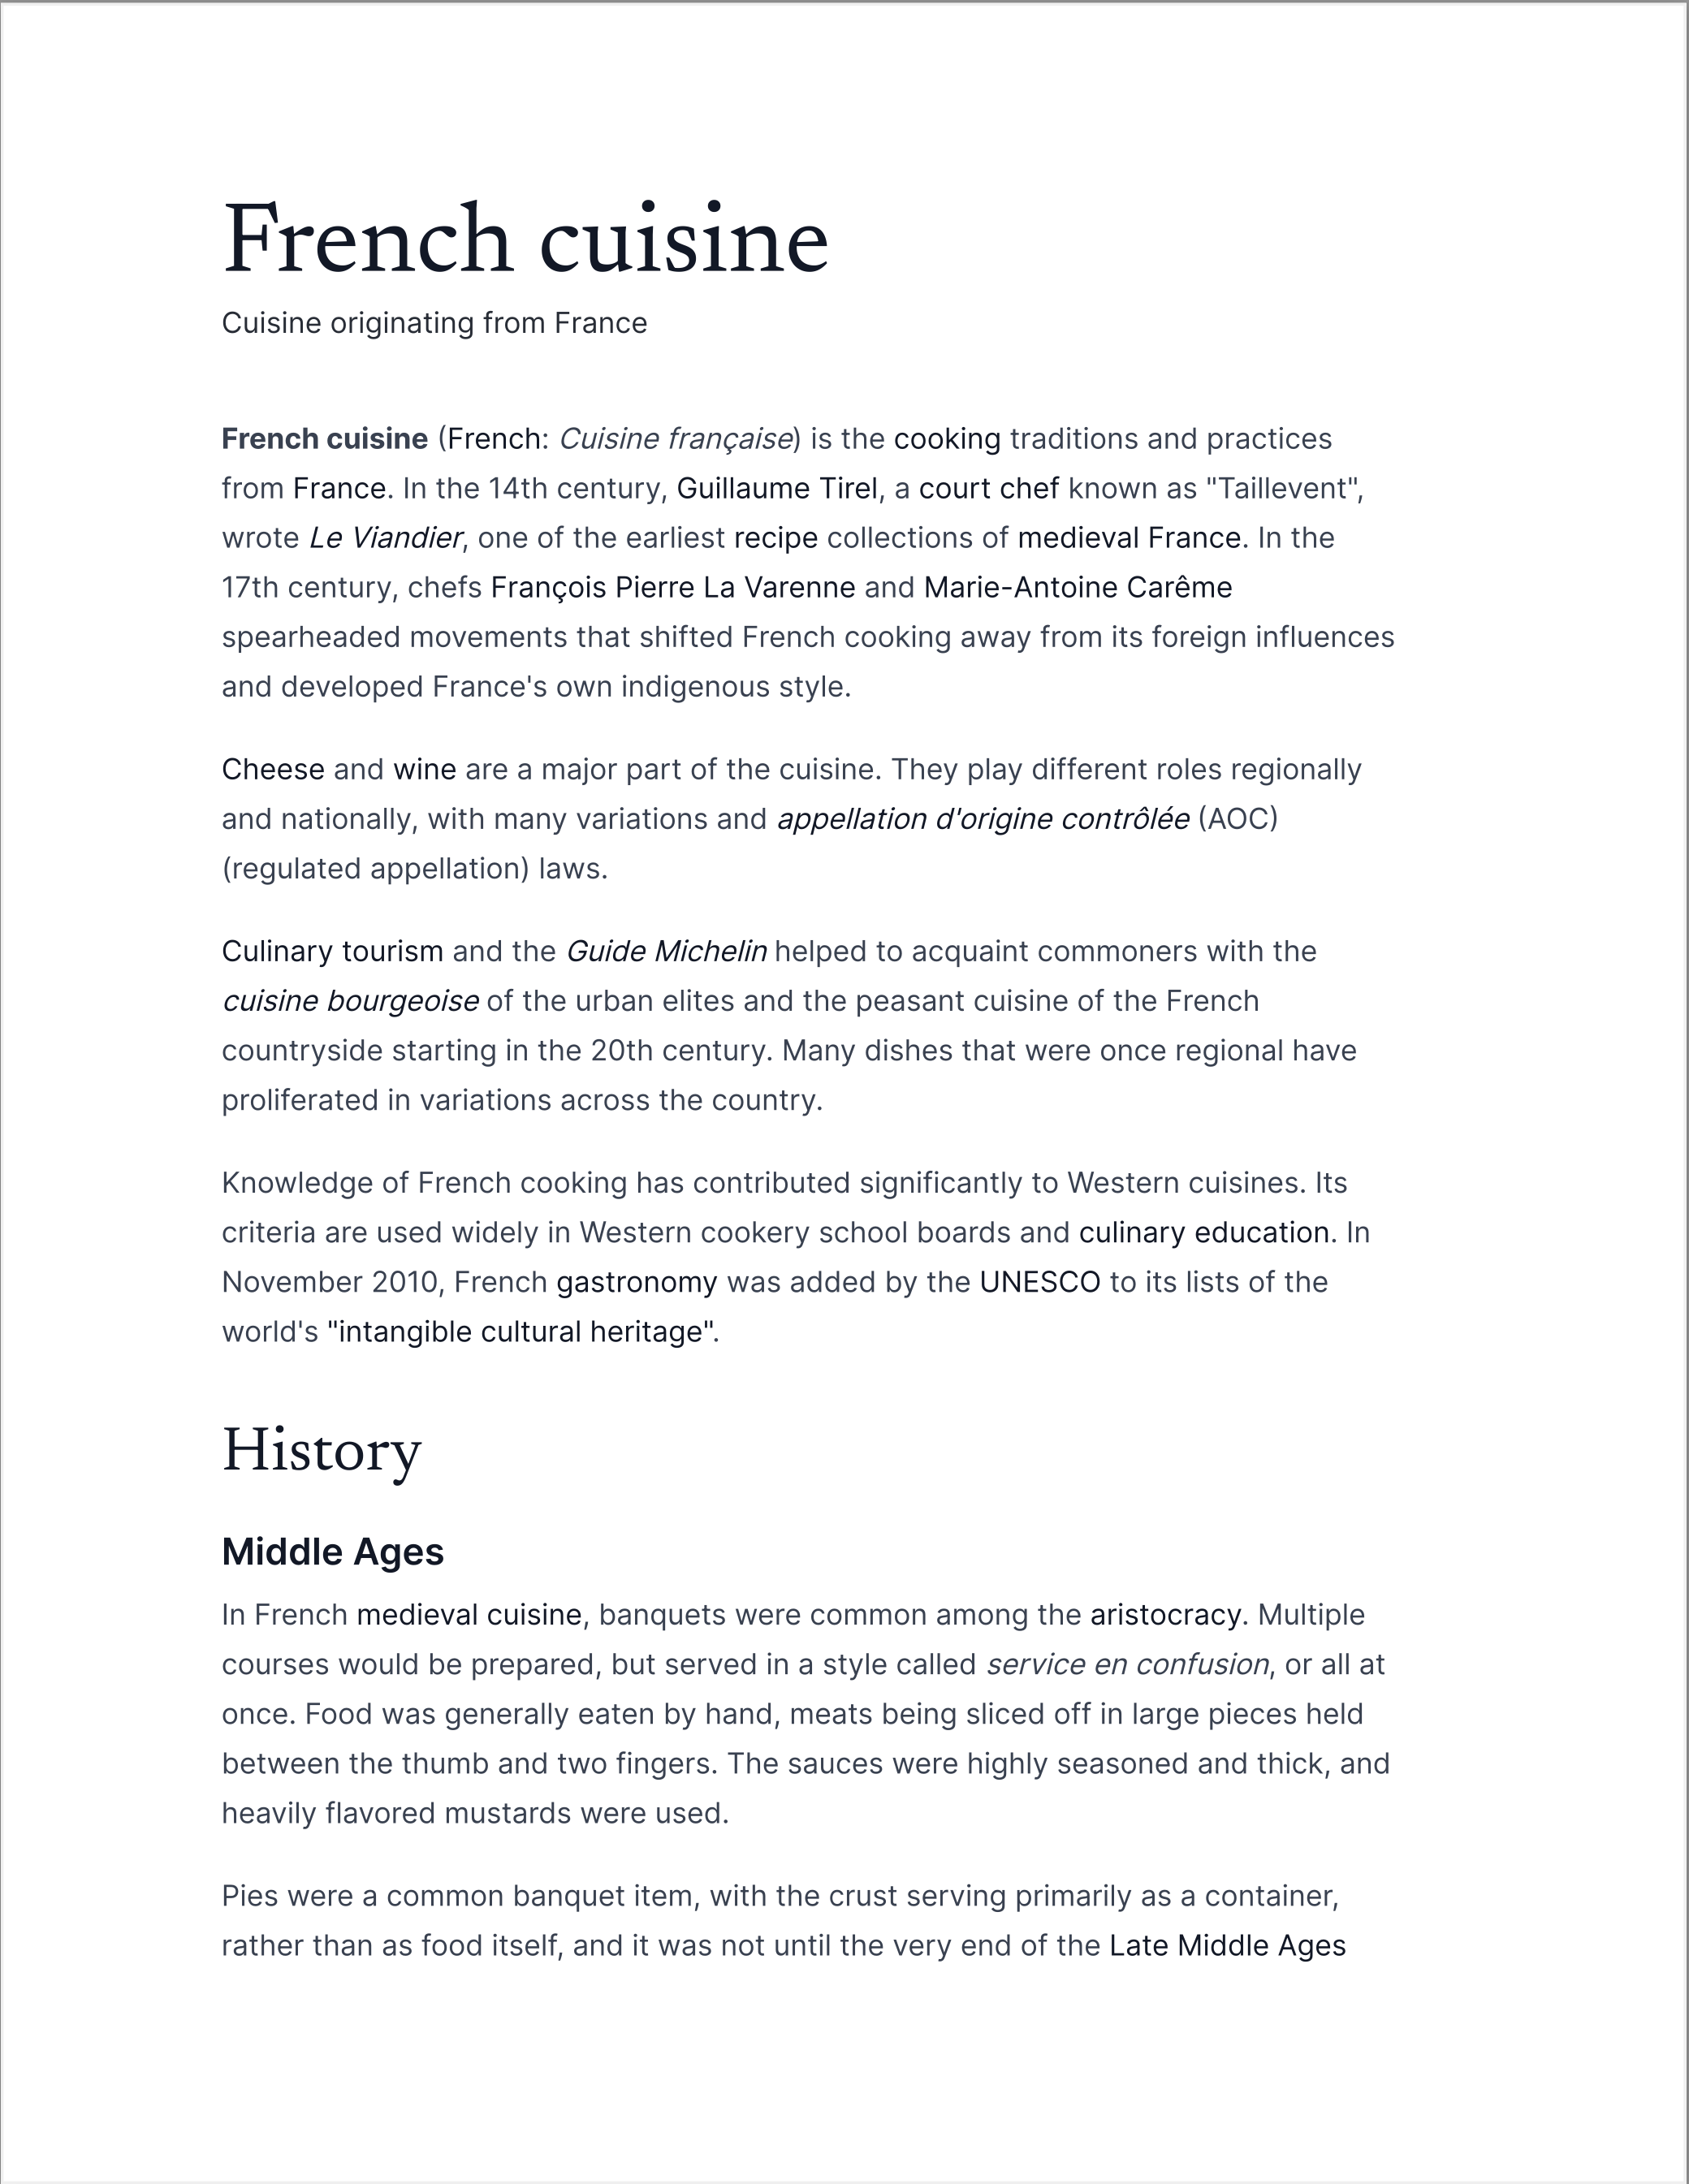 French cuisine
Cuisine originating from France
French cuisine (French: Cuisine française) is the cooking traditions and practices
from France. In the 14th century, Guillaume Tirel, a court chef known as "Taillevent",
wrote Le Viandier, one of the earliest recipe collections of medieval France. In the
17th century, chefs François Pierre La Varenne and Marie-Antoine Carême
spearheaded movements that shifted French cooking away from its foreign influences
and developed France's own indigenous style.
Cheese and wine are a major part of the cuisine. They play different roles regionally
and nationally, with many variations and appellation d'origine contrôlée (AOC)
(regulated appellation) laws.
Culinary tourism and the Guide Michelin helped to acquaint commoners with the
cuisine bourgeoise of the urban elites and the peasant cuisine of the French
countryside starting in the 20th century. Many dishes that were once regional have
proliferated in variations across the country.
Knowledge of French cooking has contributed significantly to Western cuisines. Its
criteria are used widely in Western cookery school boards and culinary education. In
November 2010, French gastronomy was added by the UNESCO to its lists of the
world's "intangible cultural heritage".
History
Middle Ages
In French medieval cuisine, banquets were common among the aristocracy. Multiple
courses would be prepared, but served in a style called service en confusion, or all at
once. Food was generally eaten by hand, meats being sliced off in large pieces held
between the thumb and two fingers. The sauces were highly seasoned and thick, and
heavily flavored mustards were used.
Pies were a common banquet item, with the crust serving primarily as a container,
rather than as food itself, and it was not until the very end of the Late Middle Ages